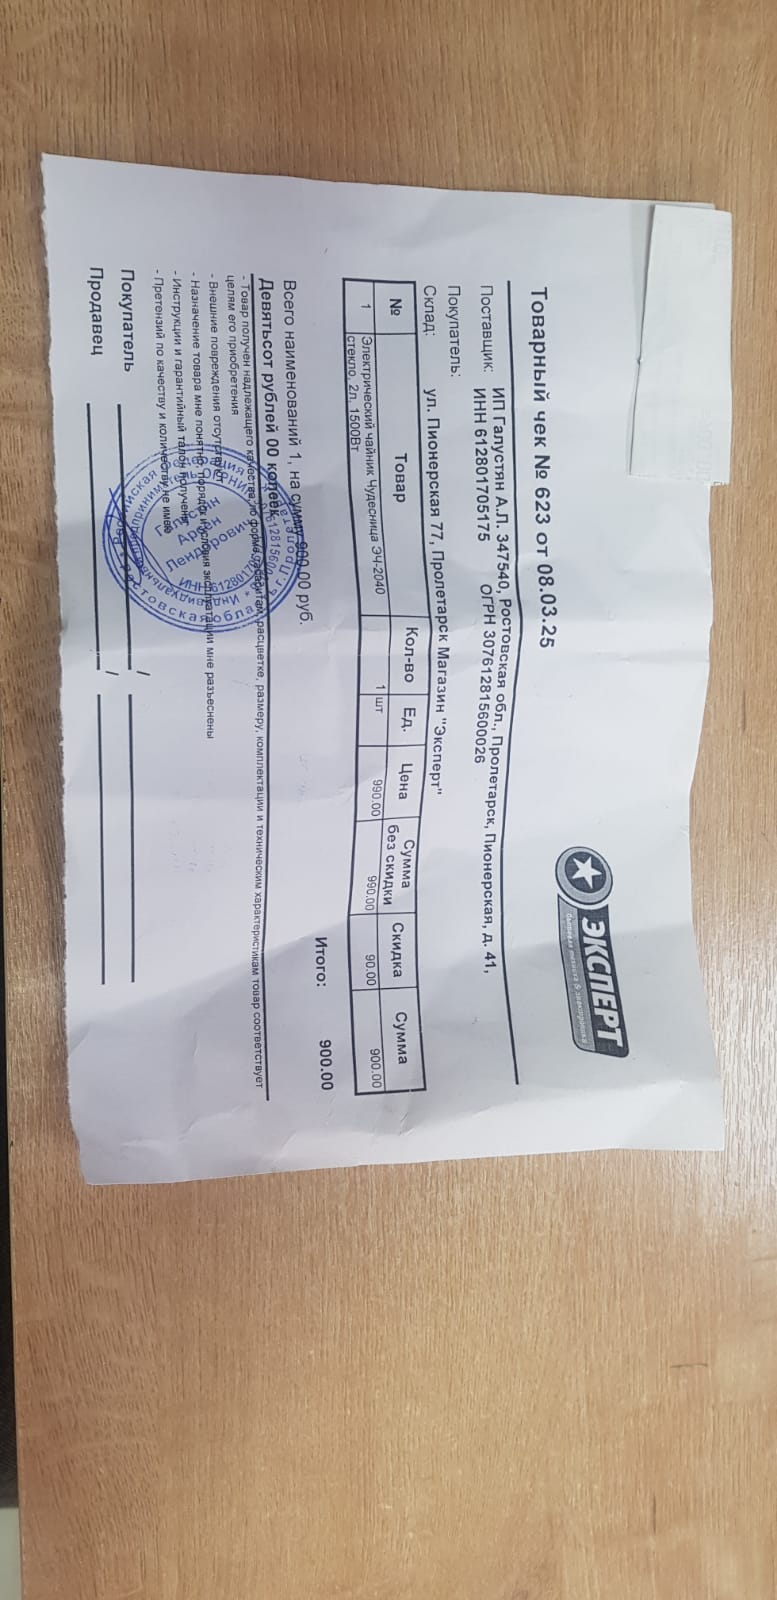 ЭКСПЕРТ
бытовая техника & электроника
Товарный чек № 623 от 08.03.25
Поставщик: ИП Галустян А.Л. 347540, Ростовская обл., Пролетарск, Пионерская, д. 41,
ИНН 612801705175 ОГРН 307612815600026
Покупатель:
Склад: ул. Пионерская 77, Пролетарск Магазин "Эксперт"
№ Товар Кол-во Ед. Цена Сумма без скидки Скидка Сумма
1 Электрический чайник Чудесница ЭЧ-2040 1 шт 990.00 990.00 90.00 900.00
стекло, 2л, 1500Вт
Итого: 900.00
Всего наименований 1, на сумму 900.00 руб.
Девятьсот рублей 00 копеек
- Товар получен надлежащего качества, по форме, габаритам, расцветке, размеру, комплектации и техническим характеристикам товар соответствует
целям его приобретения
- Внешние повреждения отсутствуют
- Назначение товара мне понятно, порядок и условия эксплуатации мне разъяснены
- Инструкции и гарантийный талон получены
- Претензий по качеству и количеству не имею
Покупатель / 
Продавец /
Галустян
Арсен
Лендрович